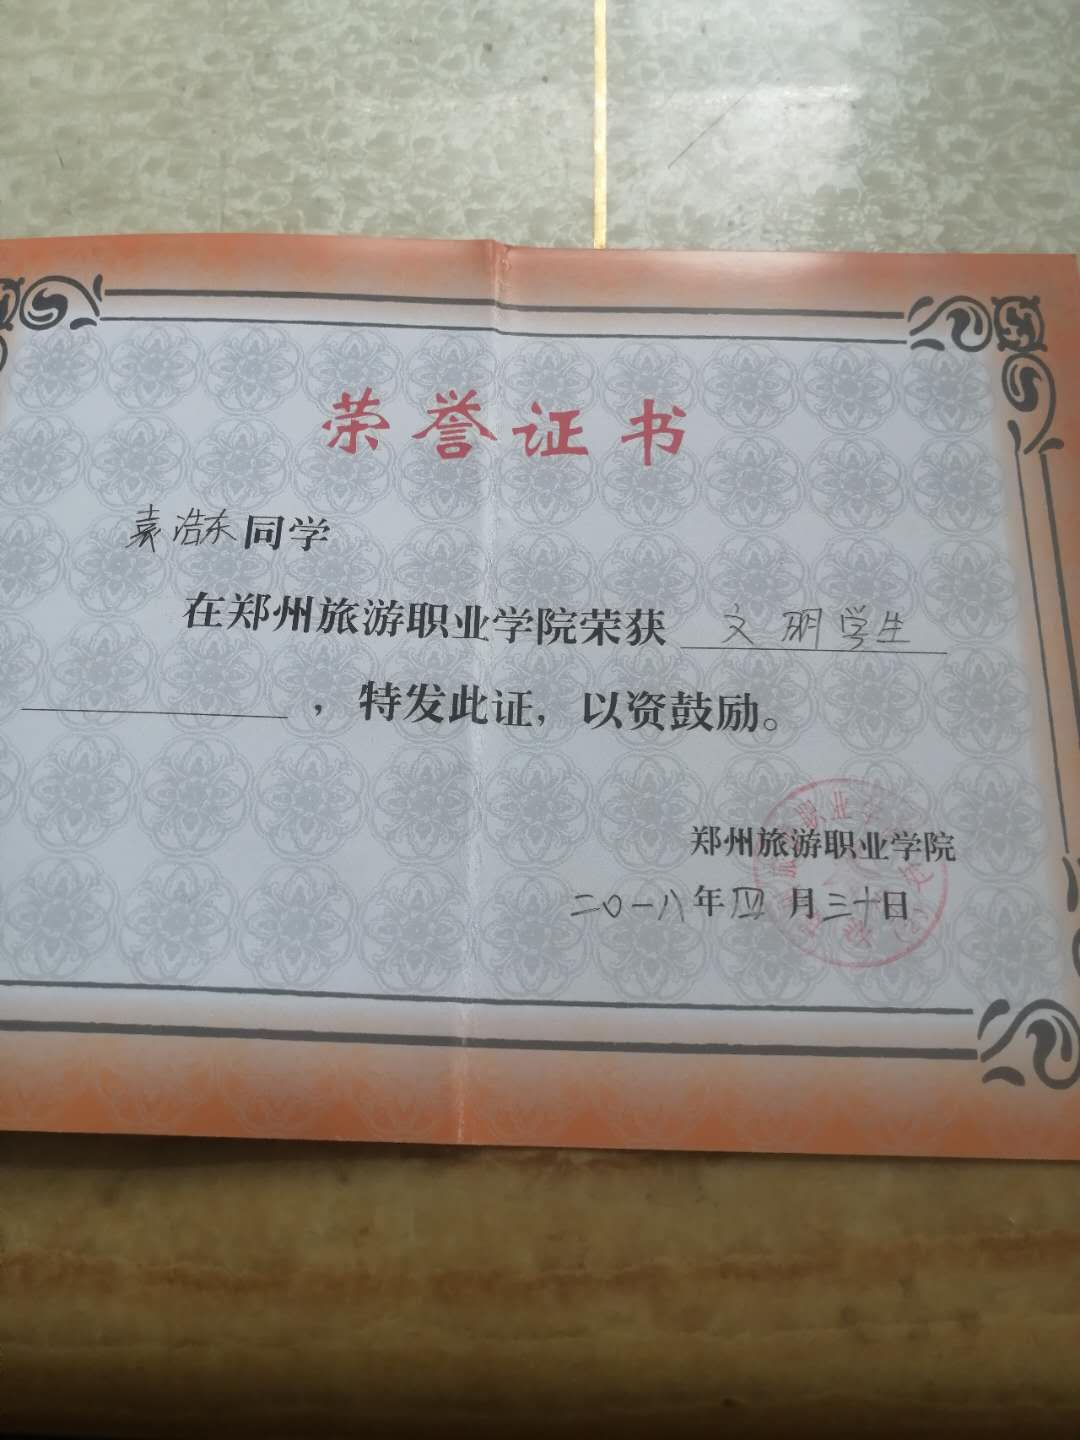 荣誉证书
袁浩东同学
在郑州旅游职业学院荣获 文明学生
，特发此证，以资鼓励。
郑州旅游职业学院
二〇一八年四月三十日